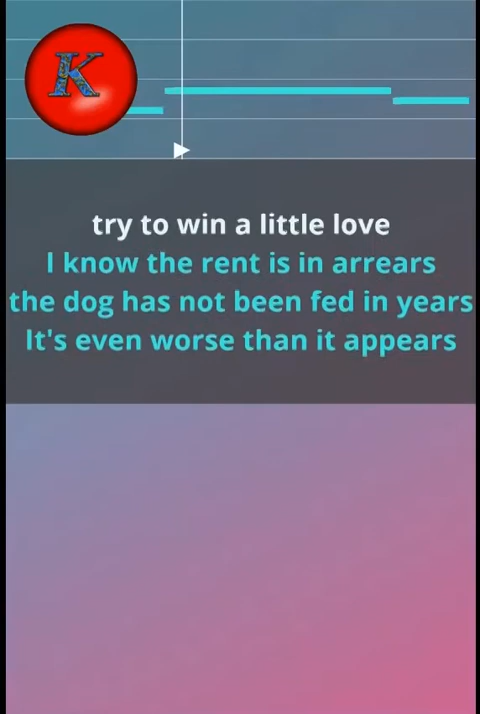 K
try to win a little love
I know the rent is in arrears
the dog has not been fed in years
It's even worse than it appears